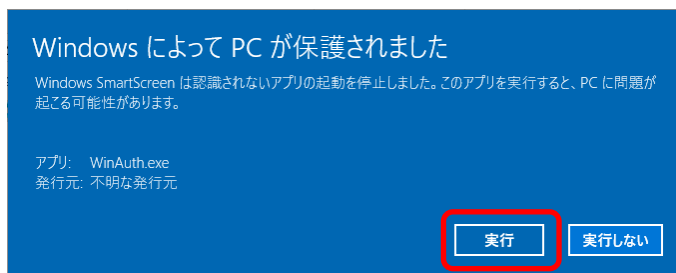 Windows によって PC が保護されました
Windows SmartScreen は認識されないアプリの起動を停止しました。このアプリを実行すると、PC に問題が
起こる可能性があります。
アプリ: WinAuth.exe
発行元: 不明な発行元
実行 実行しない